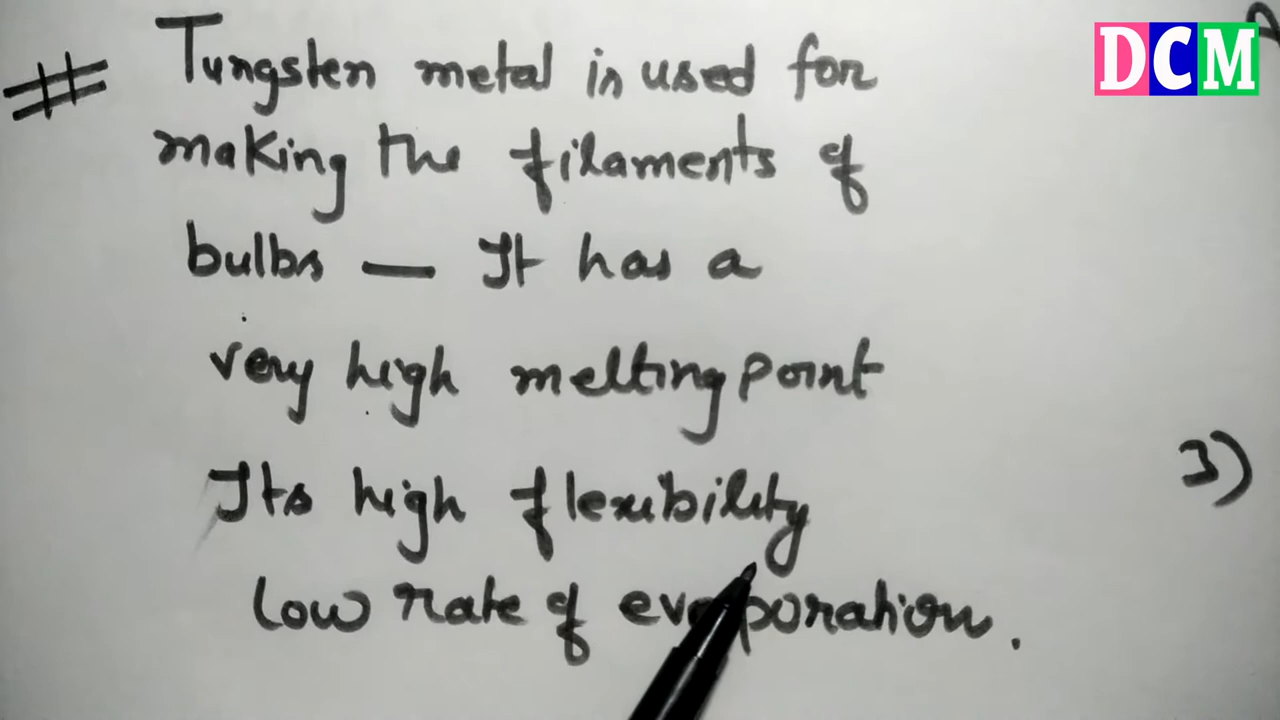 DCM
# Tungsten metal is used for
making the filaments of
bulbs — It has a
very high melting point
Its high flexibility
3)
low rate of evaporation.